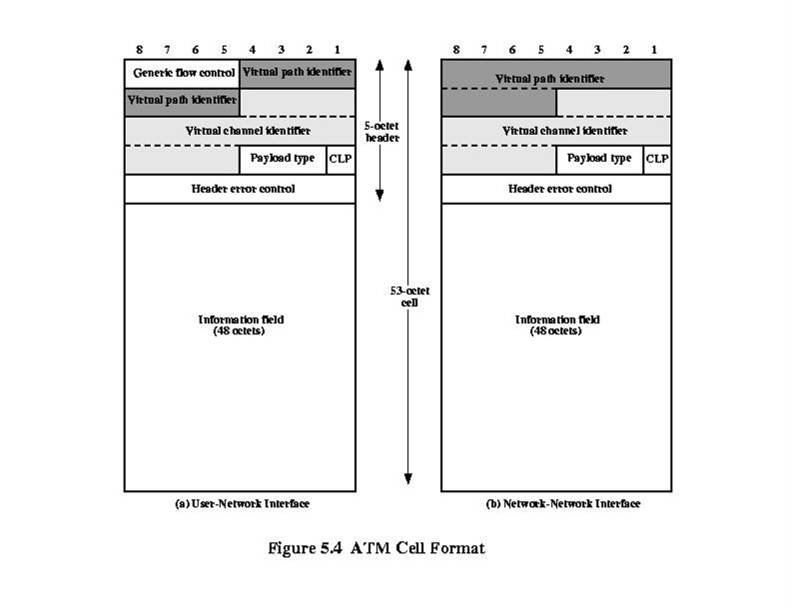 8 7 6 5 4 3 2 1
Generic flow control Virtual path identifier
Virtual path identifier
Virtual channel identifier
Payload type CLP
Header error control
Information field
(48 octets)
(a) User-Network Interface
5-octet
header
53-octet
cell
8 7 6 5 4 3 2 1
Virtual path identifier
Virtual channel identifier
Payload type CLP
Header error control
Information field
(48 octets)
(b) Network-Network Interface
Figure 5.4 ATM Cell Format